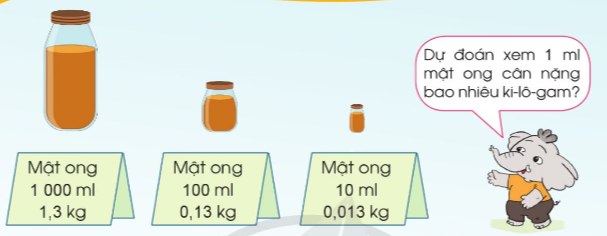 Dự đoán xem 1 ml
mật ong cân nặng
bao nhiêu ki-lô-gam?
Mật ong
1 000 ml
1,3 kg
Mật ong
100 ml
0,13 kg
Mật ong
10 ml
0,013 kg